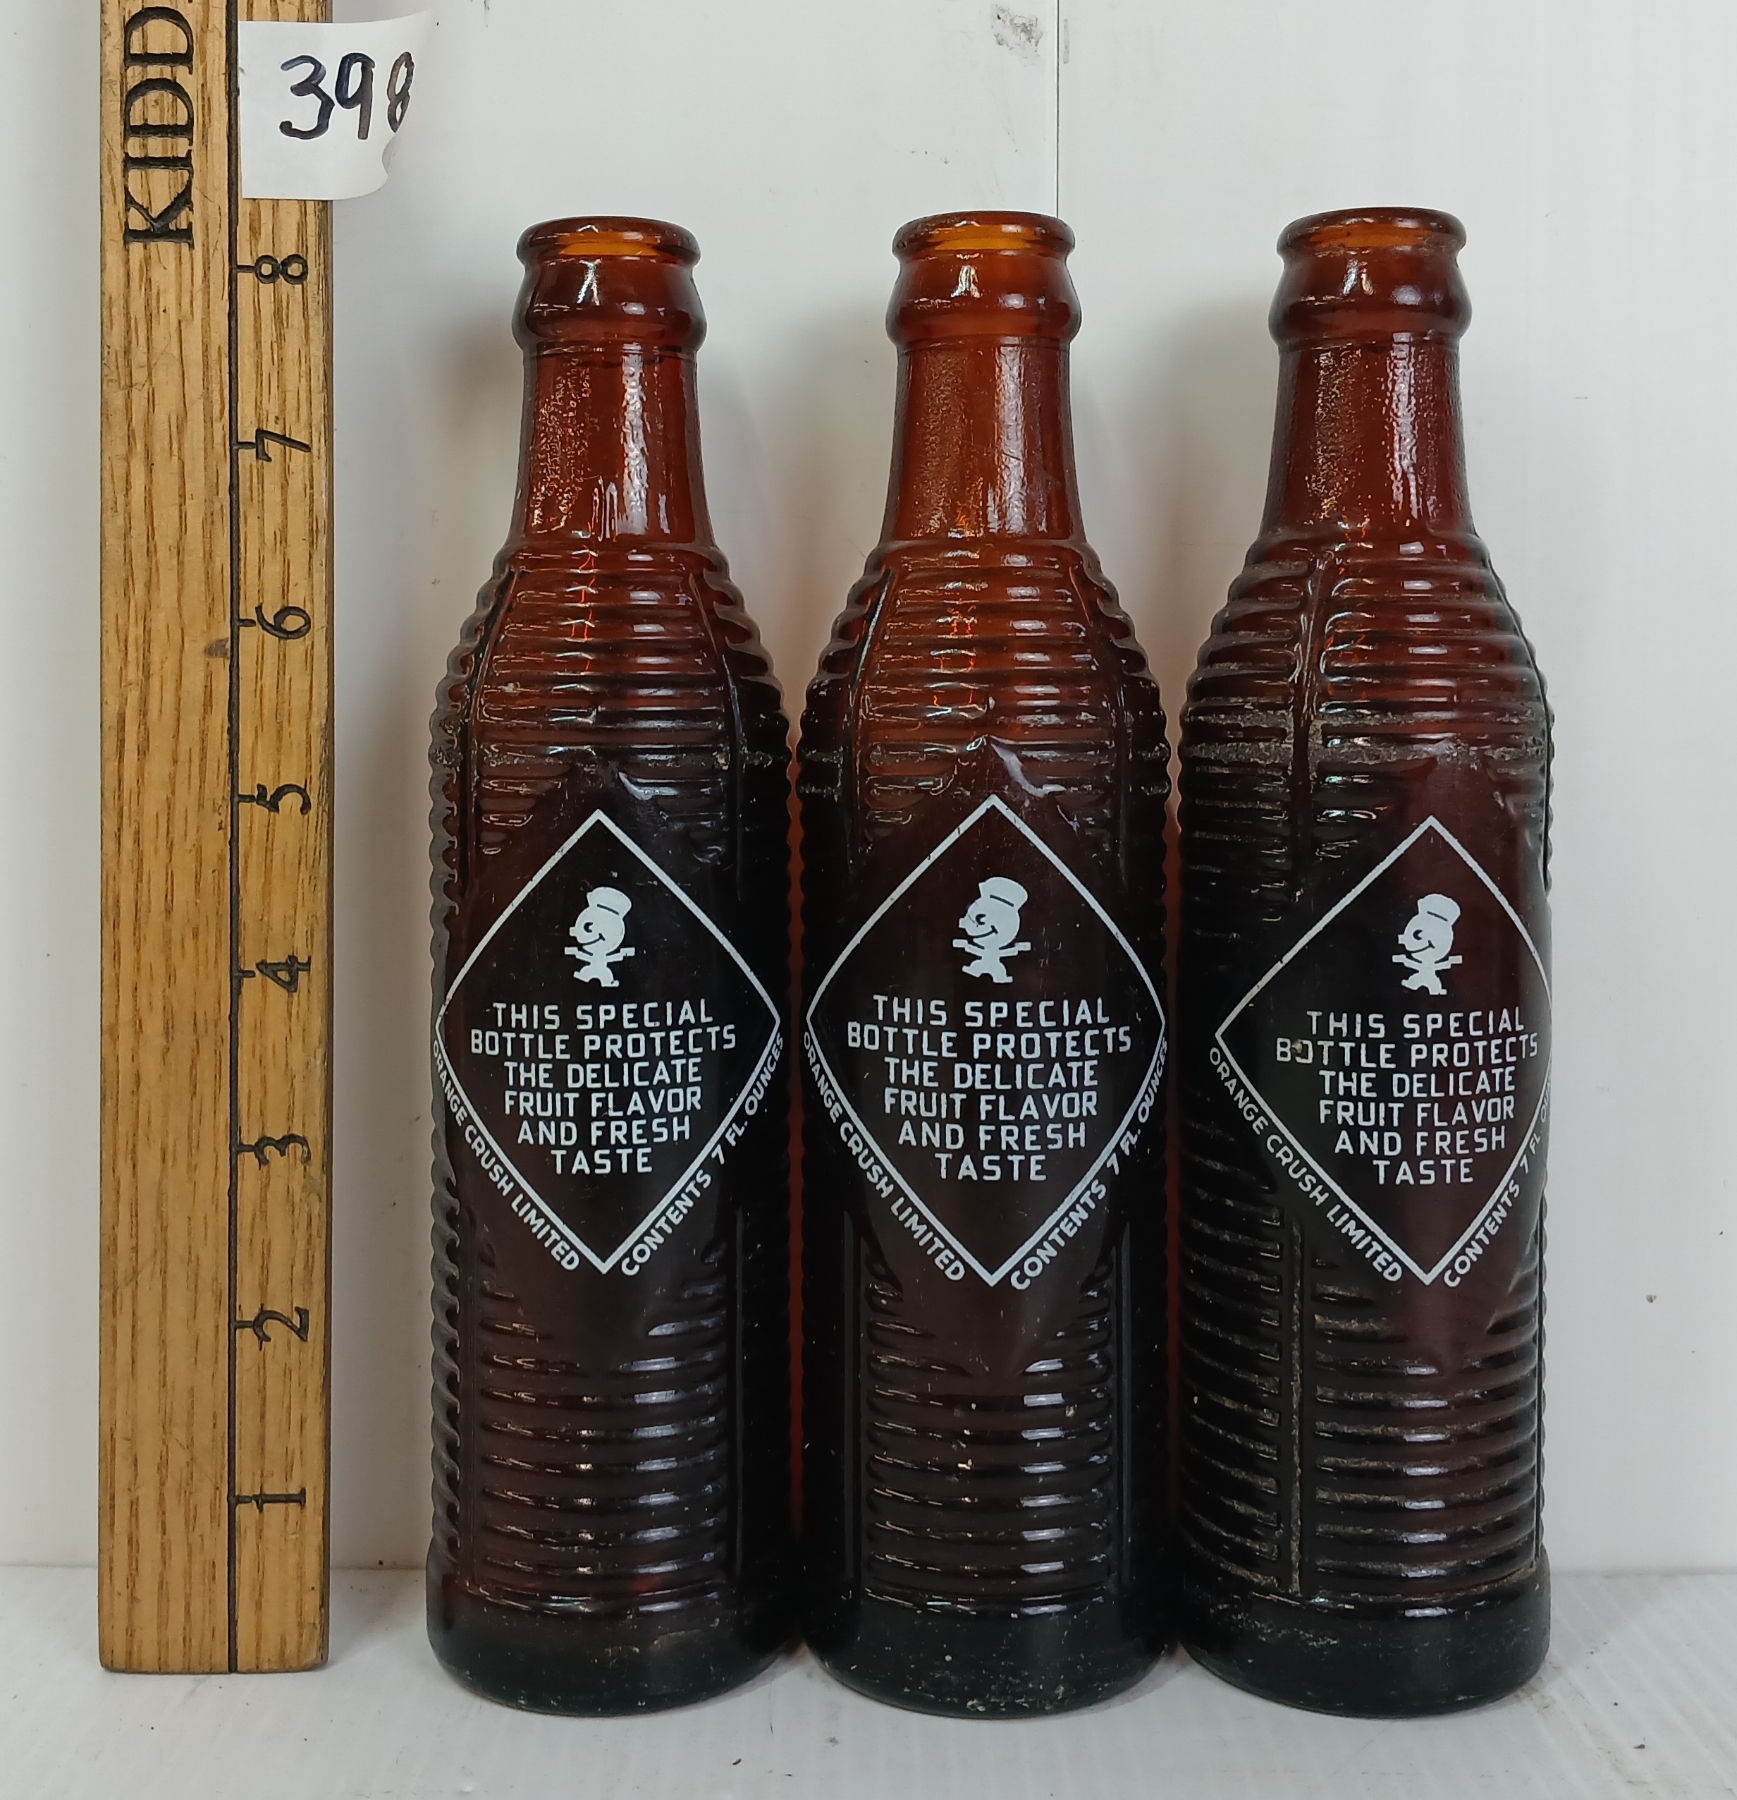 KIDD
398
8
7
6
5
4
3
2
1
THIS SPECIAL
BOTTLE PROTECTS
THE DELICATE
FRUIT FLAVOR
AND FRESH
TASTE
ORANGE CRUSH LIMITED
CONTENTS 7 FL. OUNCES
THIS SPECIAL
BOTTLE PROTECTS
THE DELICATE
FRUIT FLAVOR
AND FRESH
TASTE
ORANGE CRUSH LIMITED
CONTENTS 7 FL. OUNCES
THIS SPECIAL
BOTTLE PROTECTS
THE DELICATE
FRUIT FLAVOR
AND FRESH
TASTE
ORANGE CRUSH LIMITED
CONTENTS 7 FL